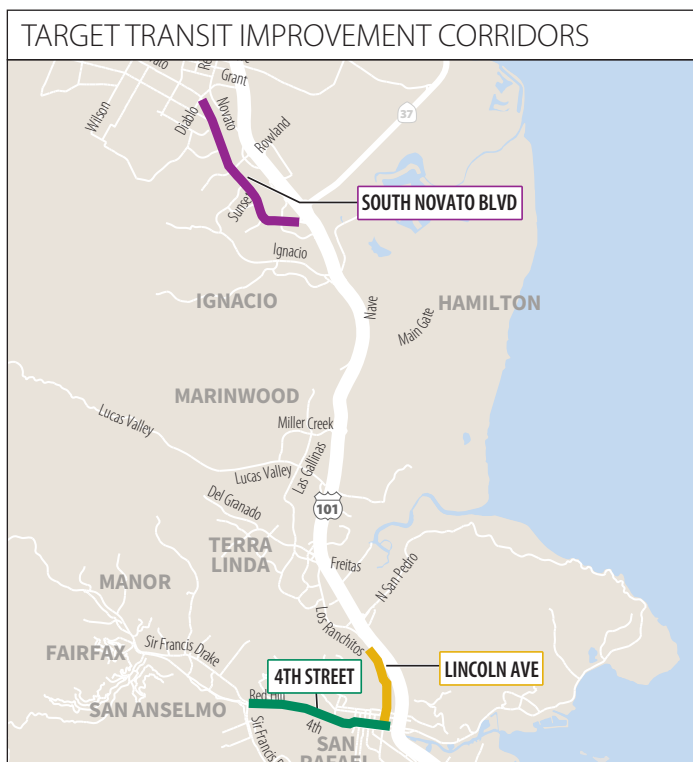 TARGET TRANSIT IMPROVEMENT CORRIDORS
Grant
37
Wilson
Diablo
Novato
Rowland
SOUTH NOVATO BLVD
Sunset
Ignacio
IGNACIO
Nave
HAMILTON
Main Gate
MARINWOOD
Lucas Valley
Miller Creek
Lucas Valley
Las Gallinas
Del Granado
101
TERRA
LINDA
Freitas
N San Pedro
MANOR
Los Ranchitos
Sir Francis Drake
FAIRFAX
4TH STREET
LINCOLN AVE
Red Hill
SAN ANSELMO
4th
SAN
RAFAEL